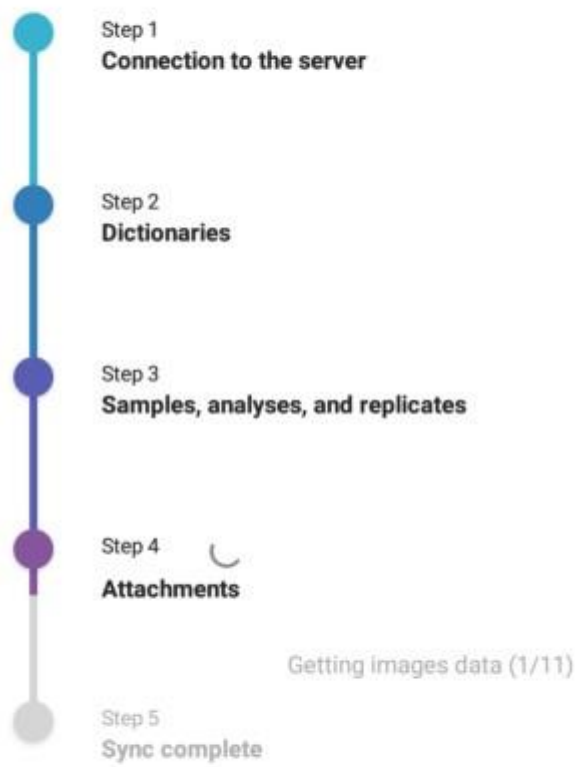 Step 1
Connection to the server
Step 2
Dictionaries
Step 3
Samples, analyses, and replicates
Step 4
Attachments
Getting images data (1/11)
Step 5
Sync complete